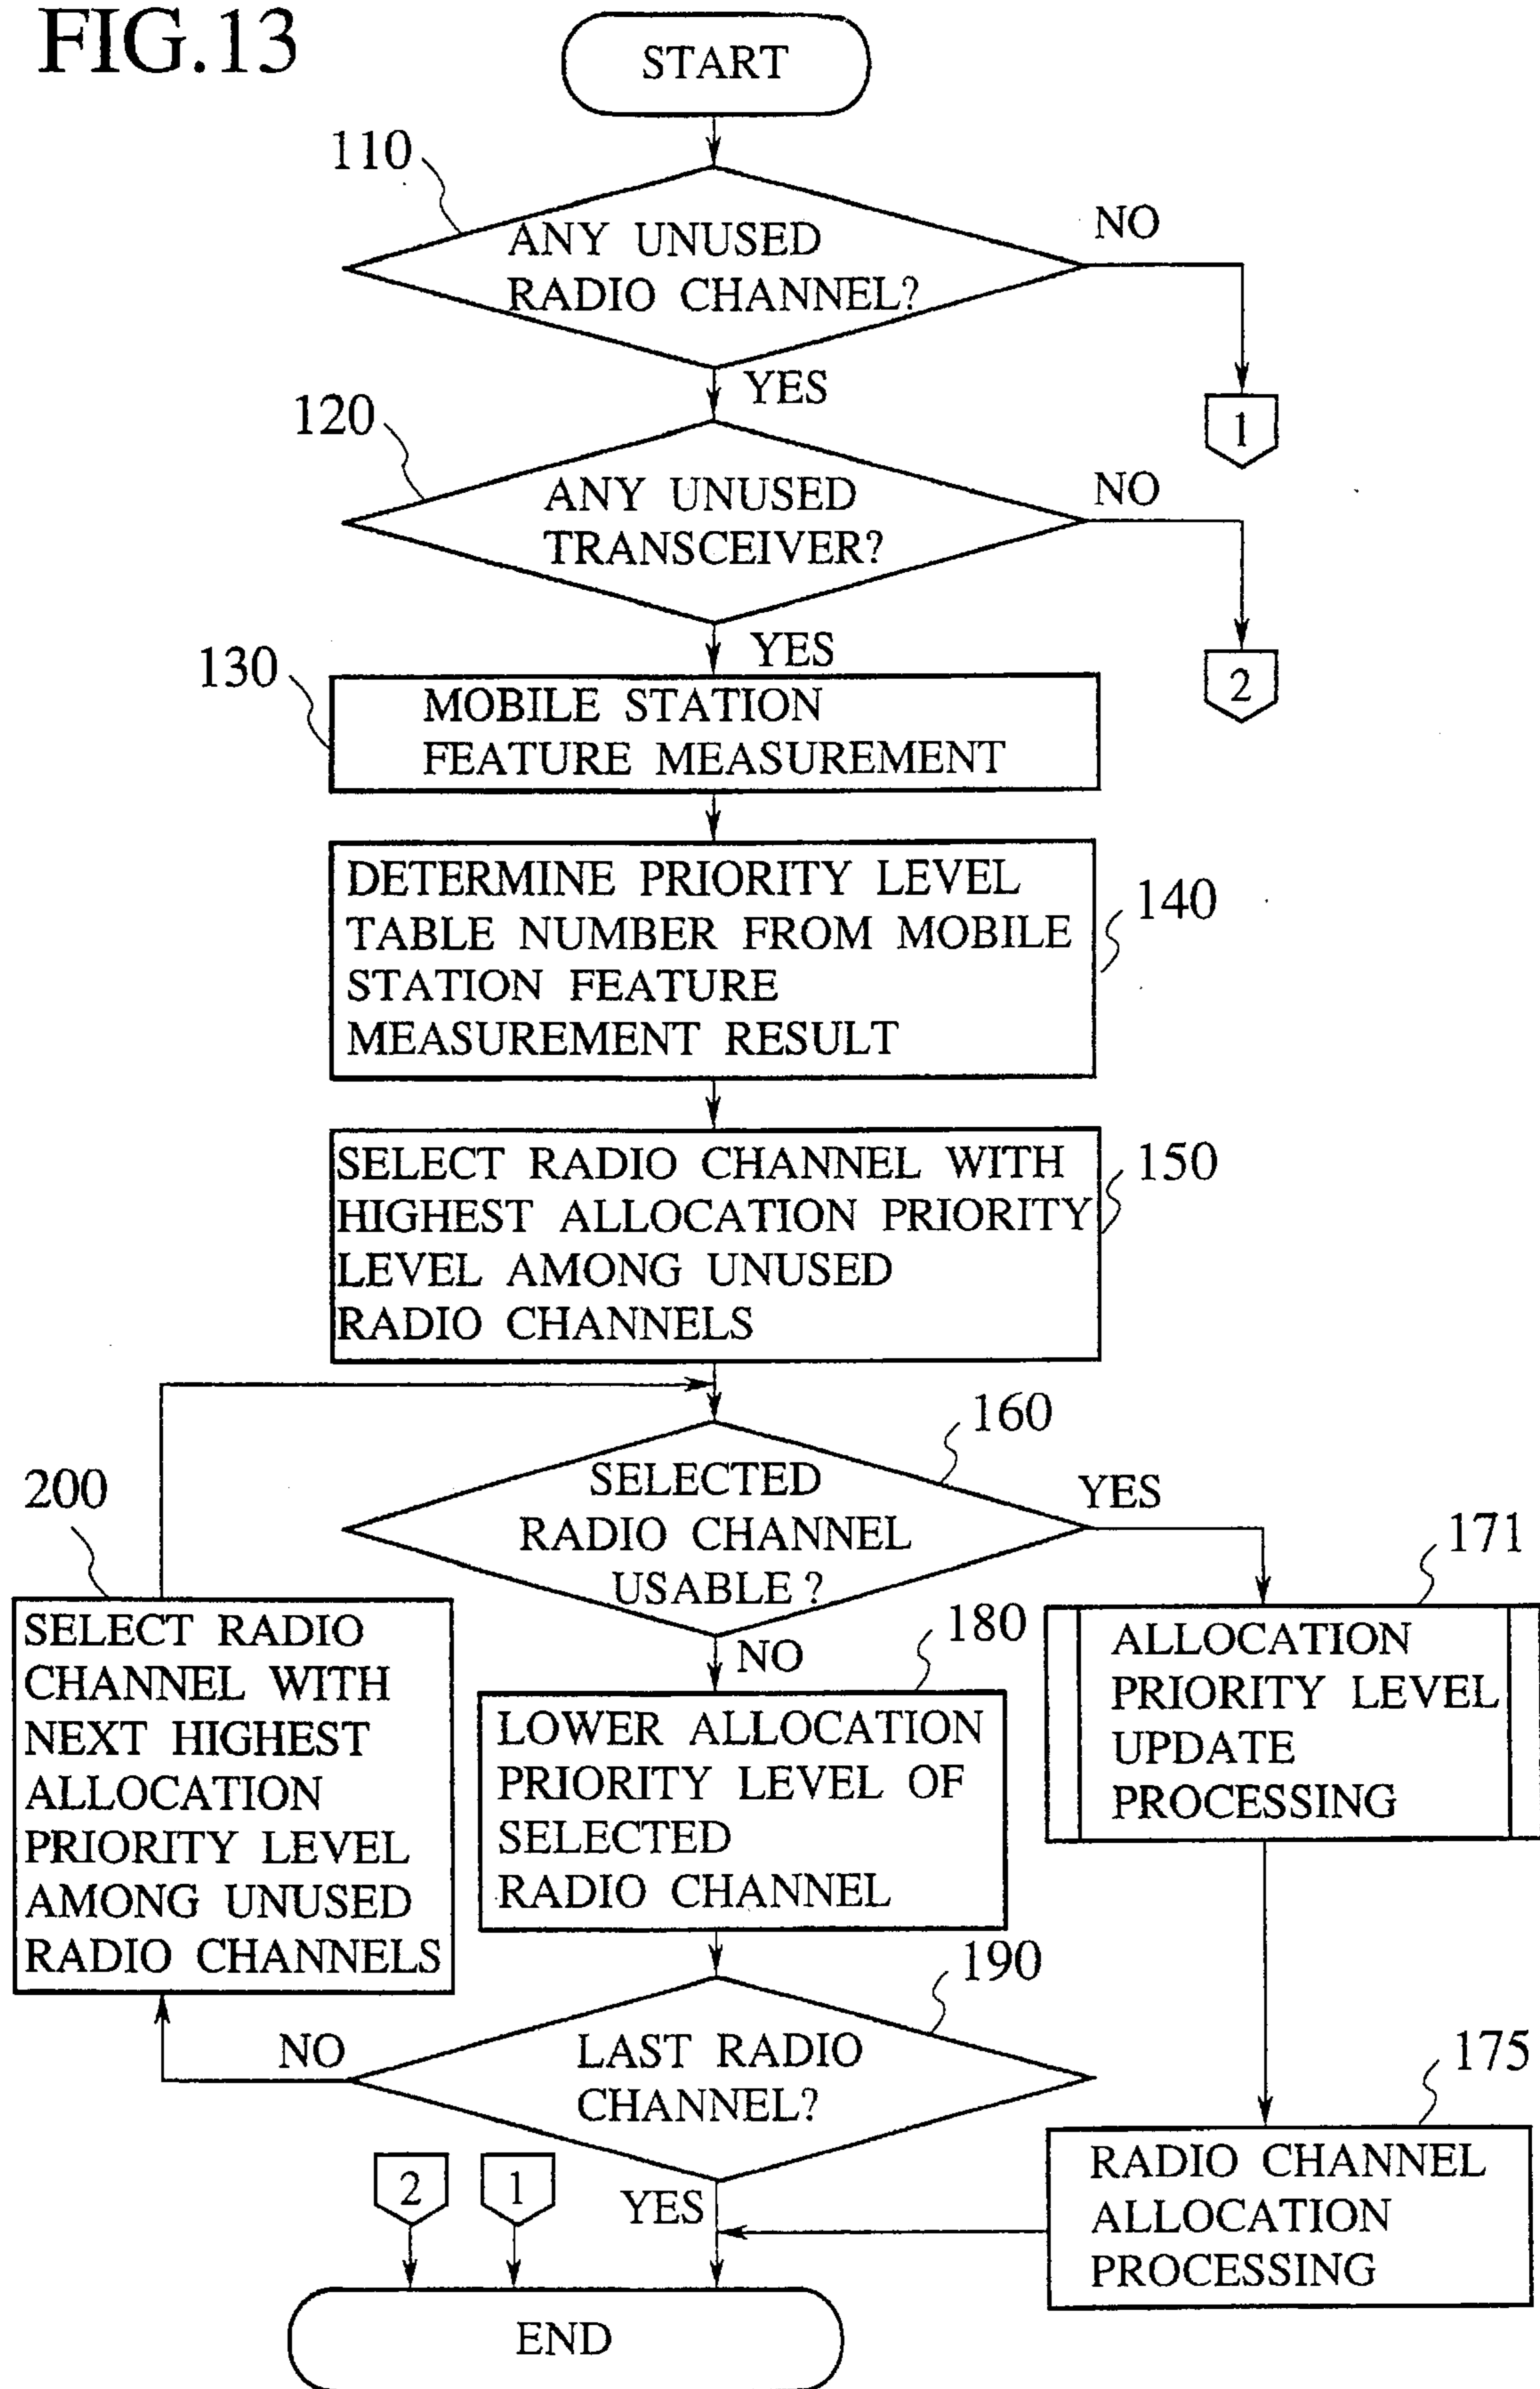 FIG.13
START
110
ANY UNUSED
RADIO CHANNEL?
NO
YES
1
120
ANY UNUSED
TRANSCEIVER?
NO
YES
2
130
MOBILE STATION
FEATURE MEASUREMENT
DETERMINE PRIORITY LEVEL
TABLE NUMBER FROM MOBILE
STATION FEATURE
MEASUREMENT RESULT
140
SELECT RADIO CHANNEL WITH
HIGHEST ALLOCATION PRIORITY
LEVEL AMONG UNUSED
RADIO CHANNELS
150
160
SELECTED
RADIO CHANNEL
USABLE ?
YES
NO
200
SELECT RADIO
CHANNEL WITH
NEXT HIGHEST
ALLOCATION
PRIORITY LEVEL
AMONG UNUSED
RADIO CHANNELS
180
LOWER ALLOCATION
PRIORITY LEVEL OF
SELECTED
RADIO CHANNEL
171
ALLOCATION
PRIORITY LEVEL
UPDATE
PROCESSING
190
LAST RADIO
CHANNEL?
NO
YES
175
RADIO CHANNEL
ALLOCATION
PROCESSING
2
1
END